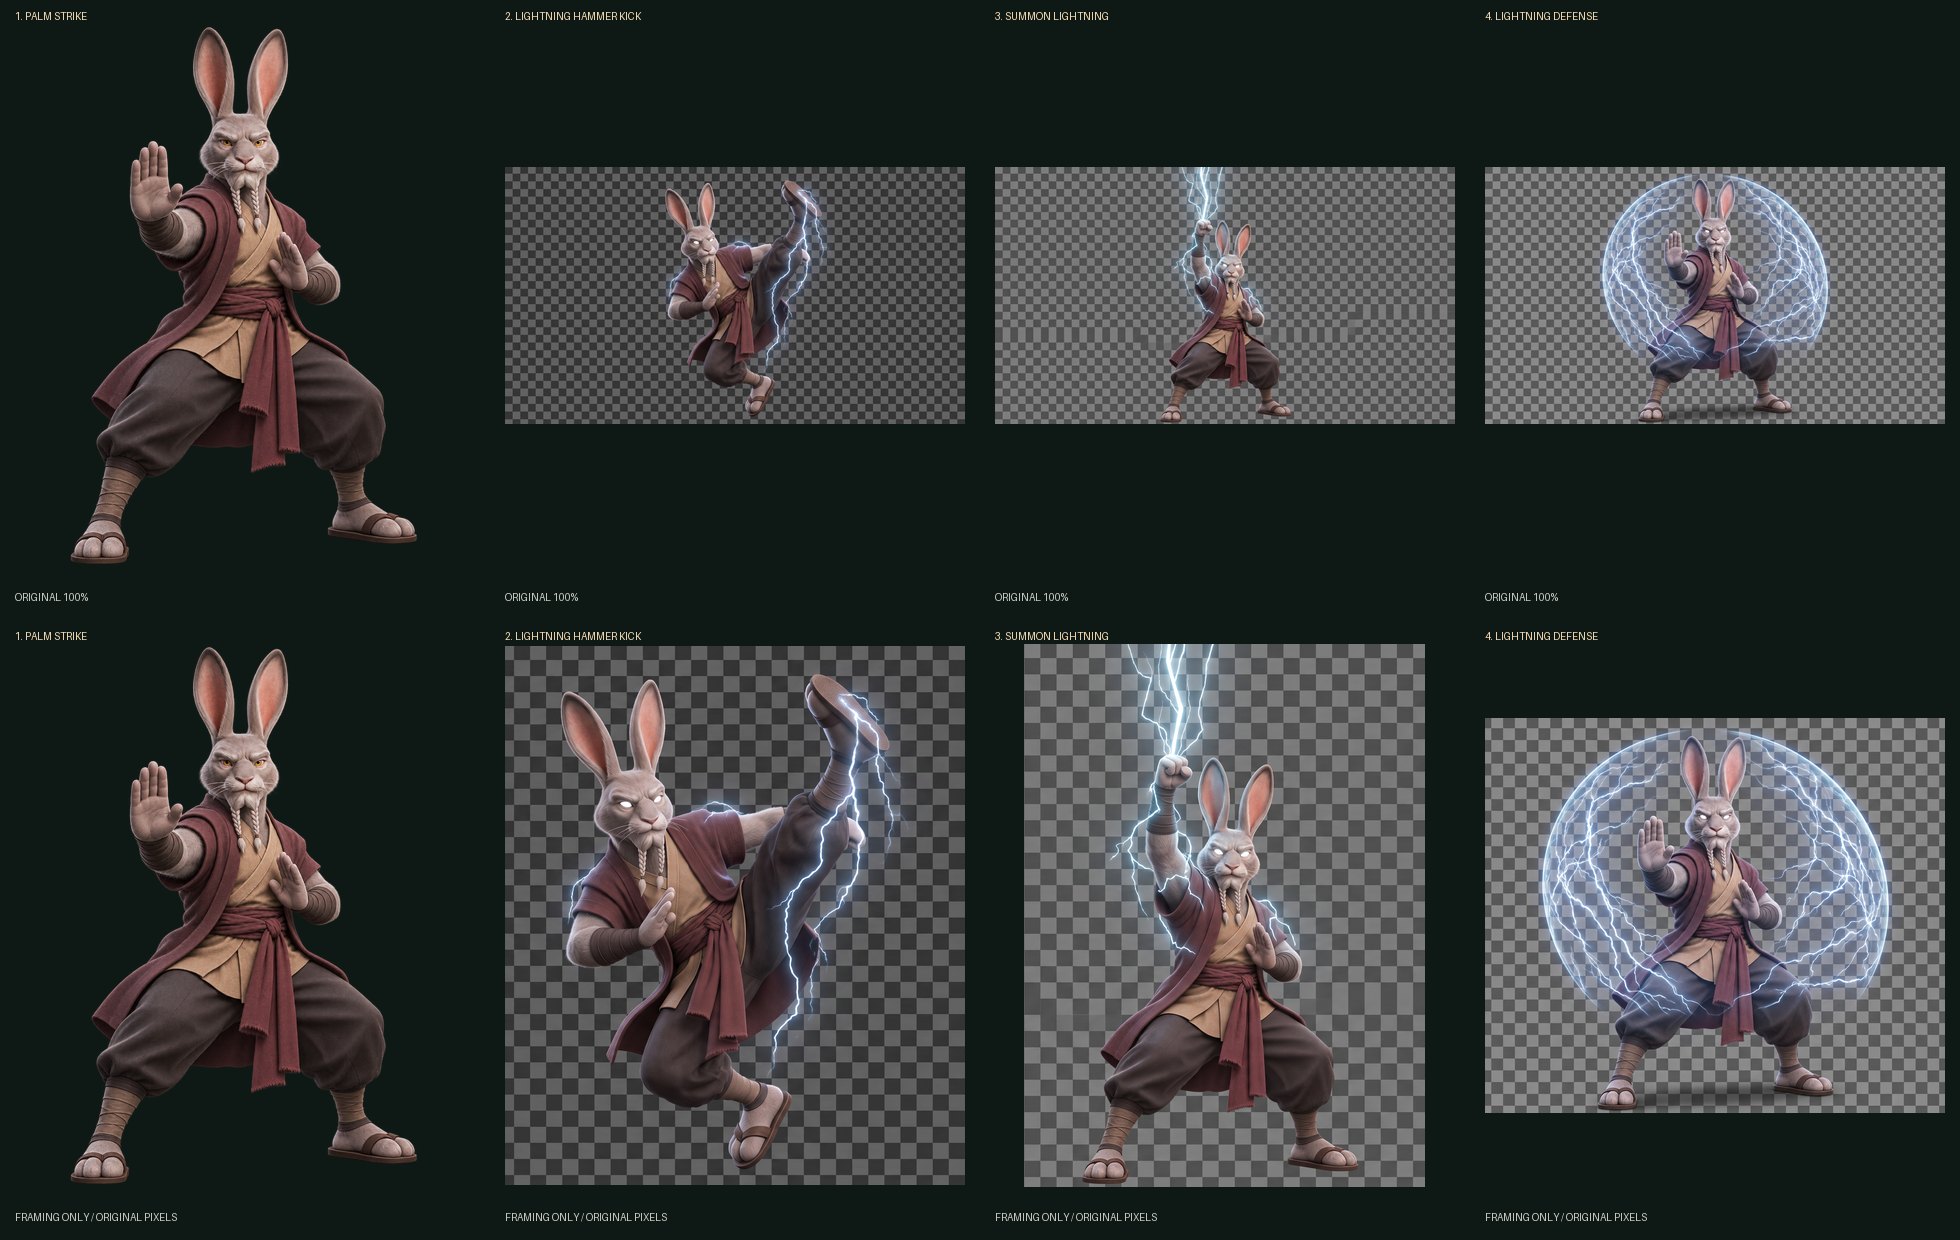 1. PALM STRIKE
2. LIGHTNING HAMMER KICK
3. SUMMON LIGHTNING
4. LIGHTNING DEFENSE
ORIGINAL 100%
ORIGINAL 100%
ORIGINAL 100%
ORIGINAL 100%
1. PALM STRIKE
2. LIGHTNING HAMMER KICK
3. SUMMON LIGHTNING
4. LIGHTNING DEFENSE
FRAMING ONLY / ORIGINAL PIXELS
FRAMING ONLY / ORIGINAL PIXELS
FRAMING ONLY / ORIGINAL PIXELS
FRAMING ONLY / ORIGINAL PIXELS